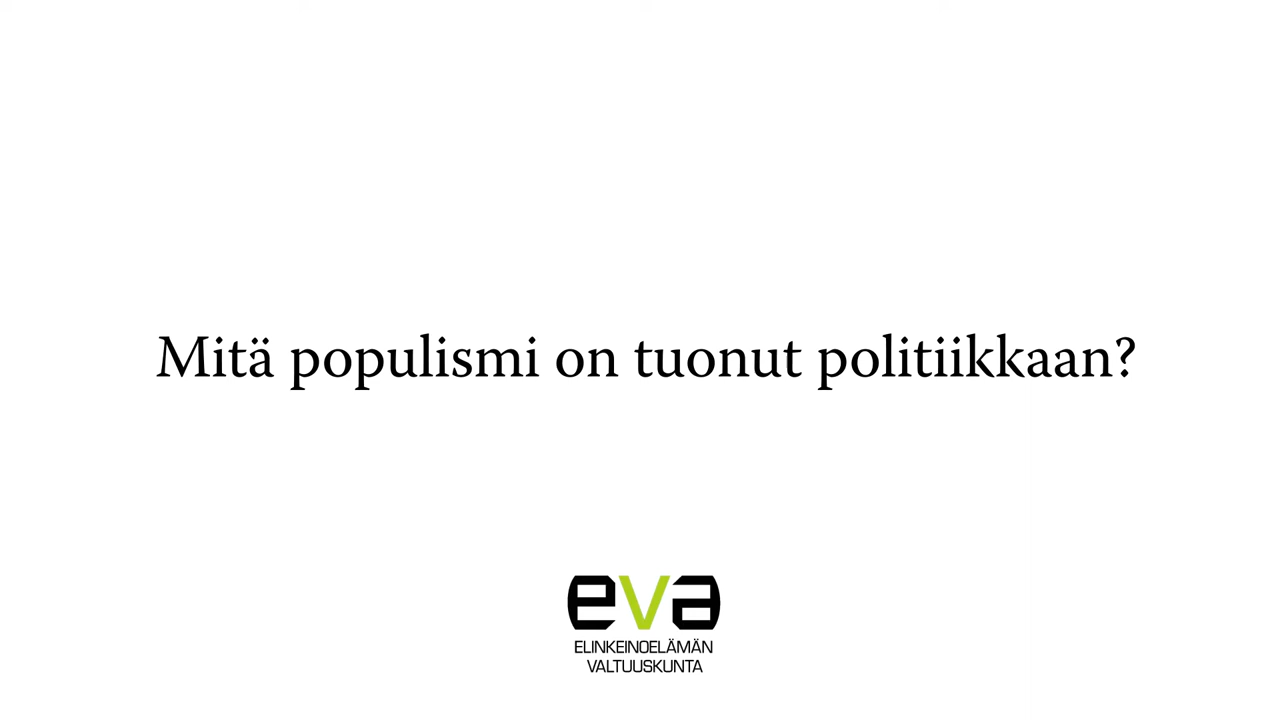 Mitä populismi on tuonut politiikkaan?
eva
ELINKEINOELÄMÄN
VALTUUSKUNTA